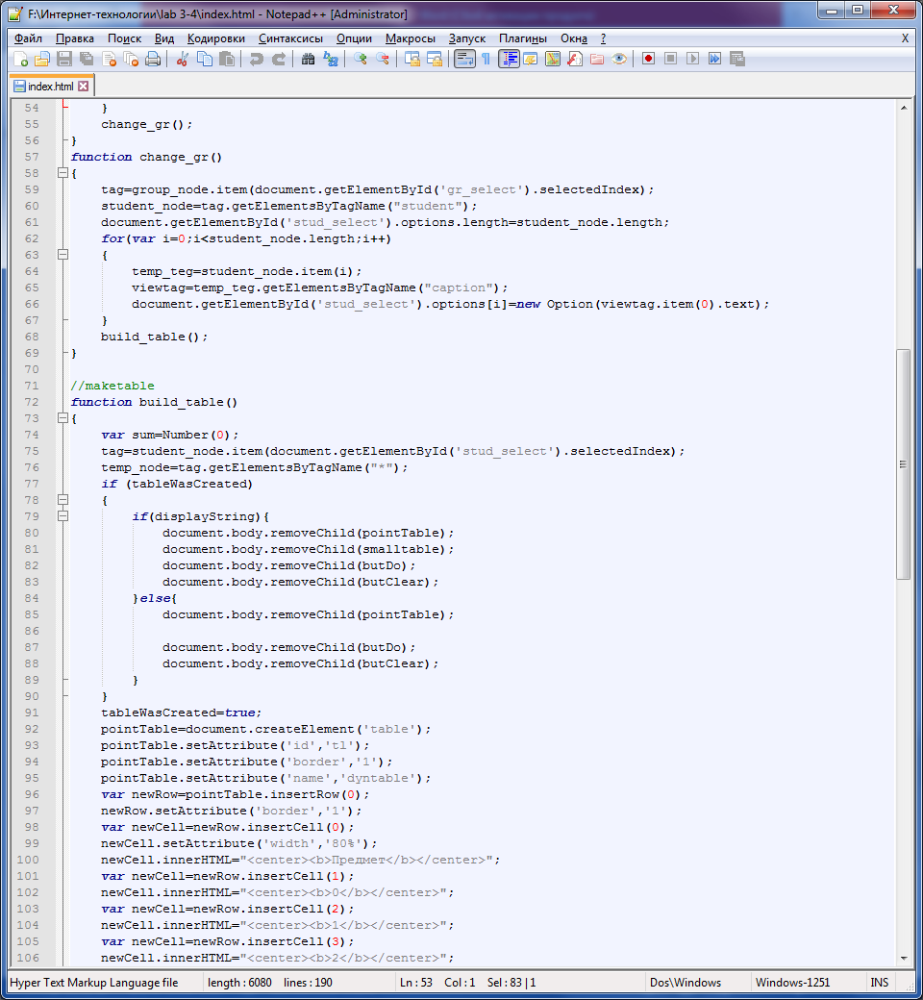 F:\Интернет-технологии\lab 3-4\index.html - Notepad++ [Administrator]
Файл Правка Поиск Вид Кодировки Синтаксисы Опции Макросы Запуск Плагины Окна ? X
index.html
54 }
55 change_gr();
56 }
57 function change_gr()
58 {
59 tag=group_node.item(document.getElementById('gr_select').selectedIndex);
60 student_node=tag.getElementsByTagName("student");
61 document.getElementById('stud_select').options.length=student_node.length;
62 for(var i=0;i<student_node.length;i++)
63 {
64 temp_teg=student_node.item(i);
65 viewtag=temp_teg.getElementsByTagName("caption");
66 document.getElementById('stud_select').options[i]=new Option(viewtag.item(0).text);
67 }
68 build_table();
69 }
70
71 //maketable
72 function build_table()
73 {
74 var sum=Number(0);
75 tag=student_node.item(document.getElementById('stud_select').selectedIndex);
76 temp_node=tag.getElementsByTagName("*");
77 if (tableWasCreated)
78 {
79 if(displayString){
80 document.body.removeChild(pointTable);
81 document.body.removeChild(smalltable);
82 document.body.removeChild(butDo);
83 document.body.removeChild(butClear);
84 }else{
85 document.body.removeChild(pointTable);
86
87 document.body.removeChild(butDo);
88 document.body.removeChild(butClear);
89 }
90 }
91 tableWasCreated=true;
92 pointTable=document.createElement('table');
93 pointTable.setAttribute('id','tl');
94 pointTable.setAttribute('border','1');
95 pointTable.setAttribute('name','dyntable');
96 var newRow=pointTable.insertRow(0);
97 newRow.setAttribute('border','1');
98 var newCell=newRow.insertCell(0);
99 newCell.setAttribute('width','80%');
100 newCell.innerHTML="<center><b>Предмет</b></center>";
101 var newCell=newRow.insertCell(1);
102 newCell.innerHTML="<center><b>0</b></center>";
103 var newCell=newRow.insertCell(2);
104 newCell.innerHTML="<center><b>1</b></center>";
105 var newCell=newRow.insertCell(3);
106 newCell.innerHTML="<center><b>2</b></center>";
Hyper Text Markup Language file length : 6080 lines : 190 Ln : 53 Col : 1 Sel : 83 | 1 Dos\Windows Windows-1251 INS